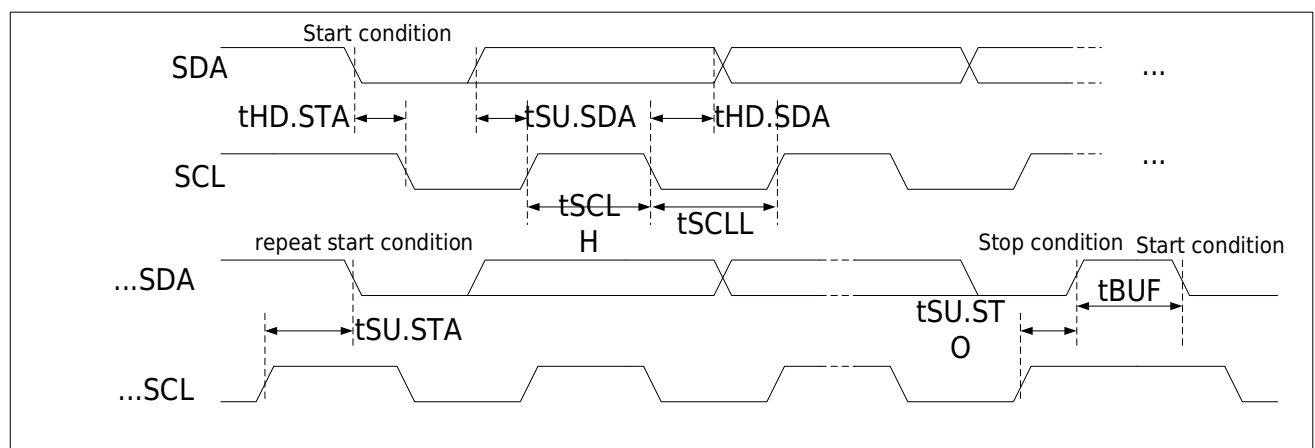 Start condition
SDA
...
tHD.STA
tSU.SDA
tHD.SDA
SCL
...
tSCL
H
tSCLL
repeat start condition
Stop condition
Start condition
...SDA
tBUF
tSU.STA
tSU.ST
O
...SCL